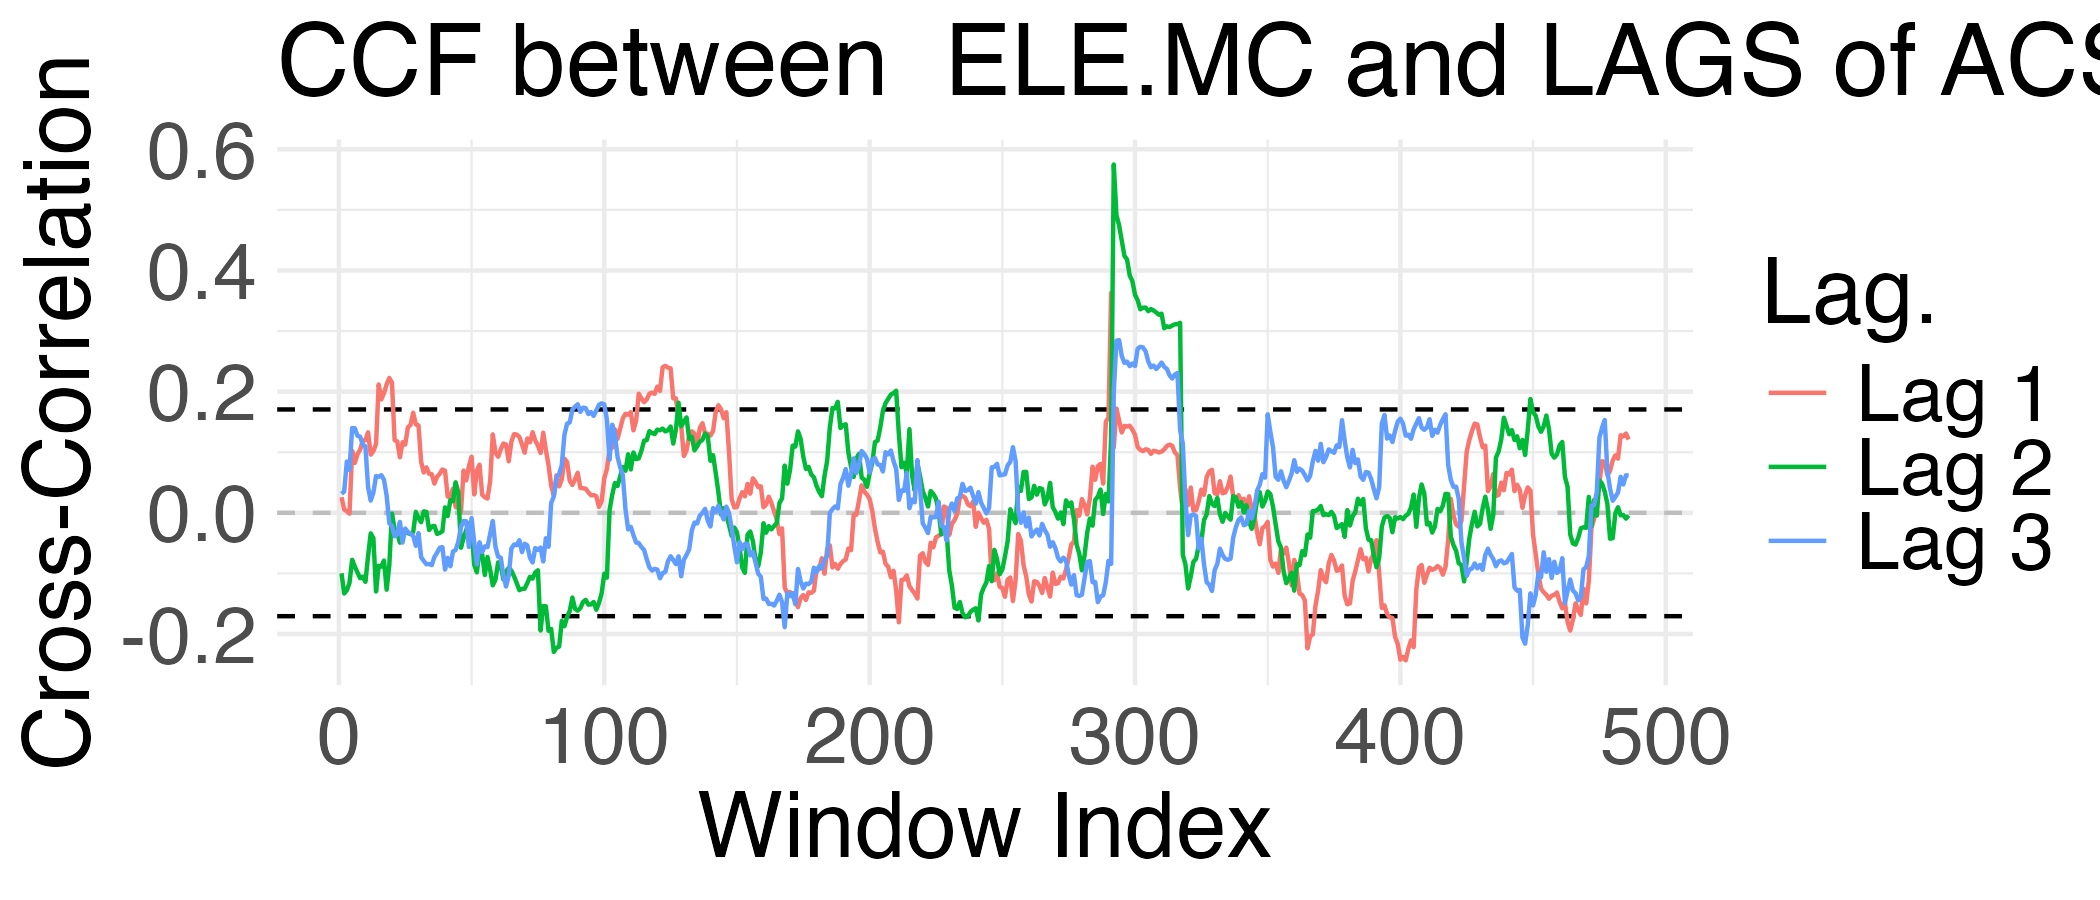 CCF between ELE.MC and LAGS of ACS
Cross-Correlation
0.6
0.4
0.2
0.0
-0.2
0 100 200 300 400 500
Window Index
Lag.
Lag 1
Lag 2
Lag 3